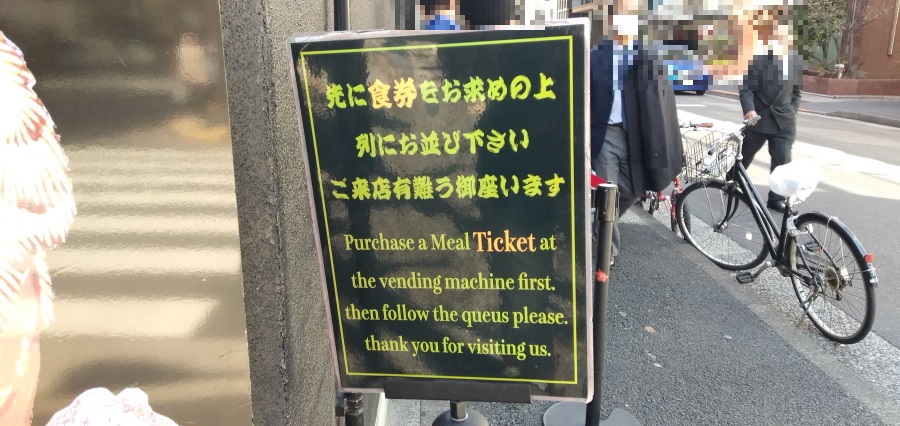 先に食券をお求めの上
列にお並び下さい
ご来店有難う御座います
Purchase a Meal Ticket at
the vending machine first.
then follow the queus please.
thank you for visiting us.